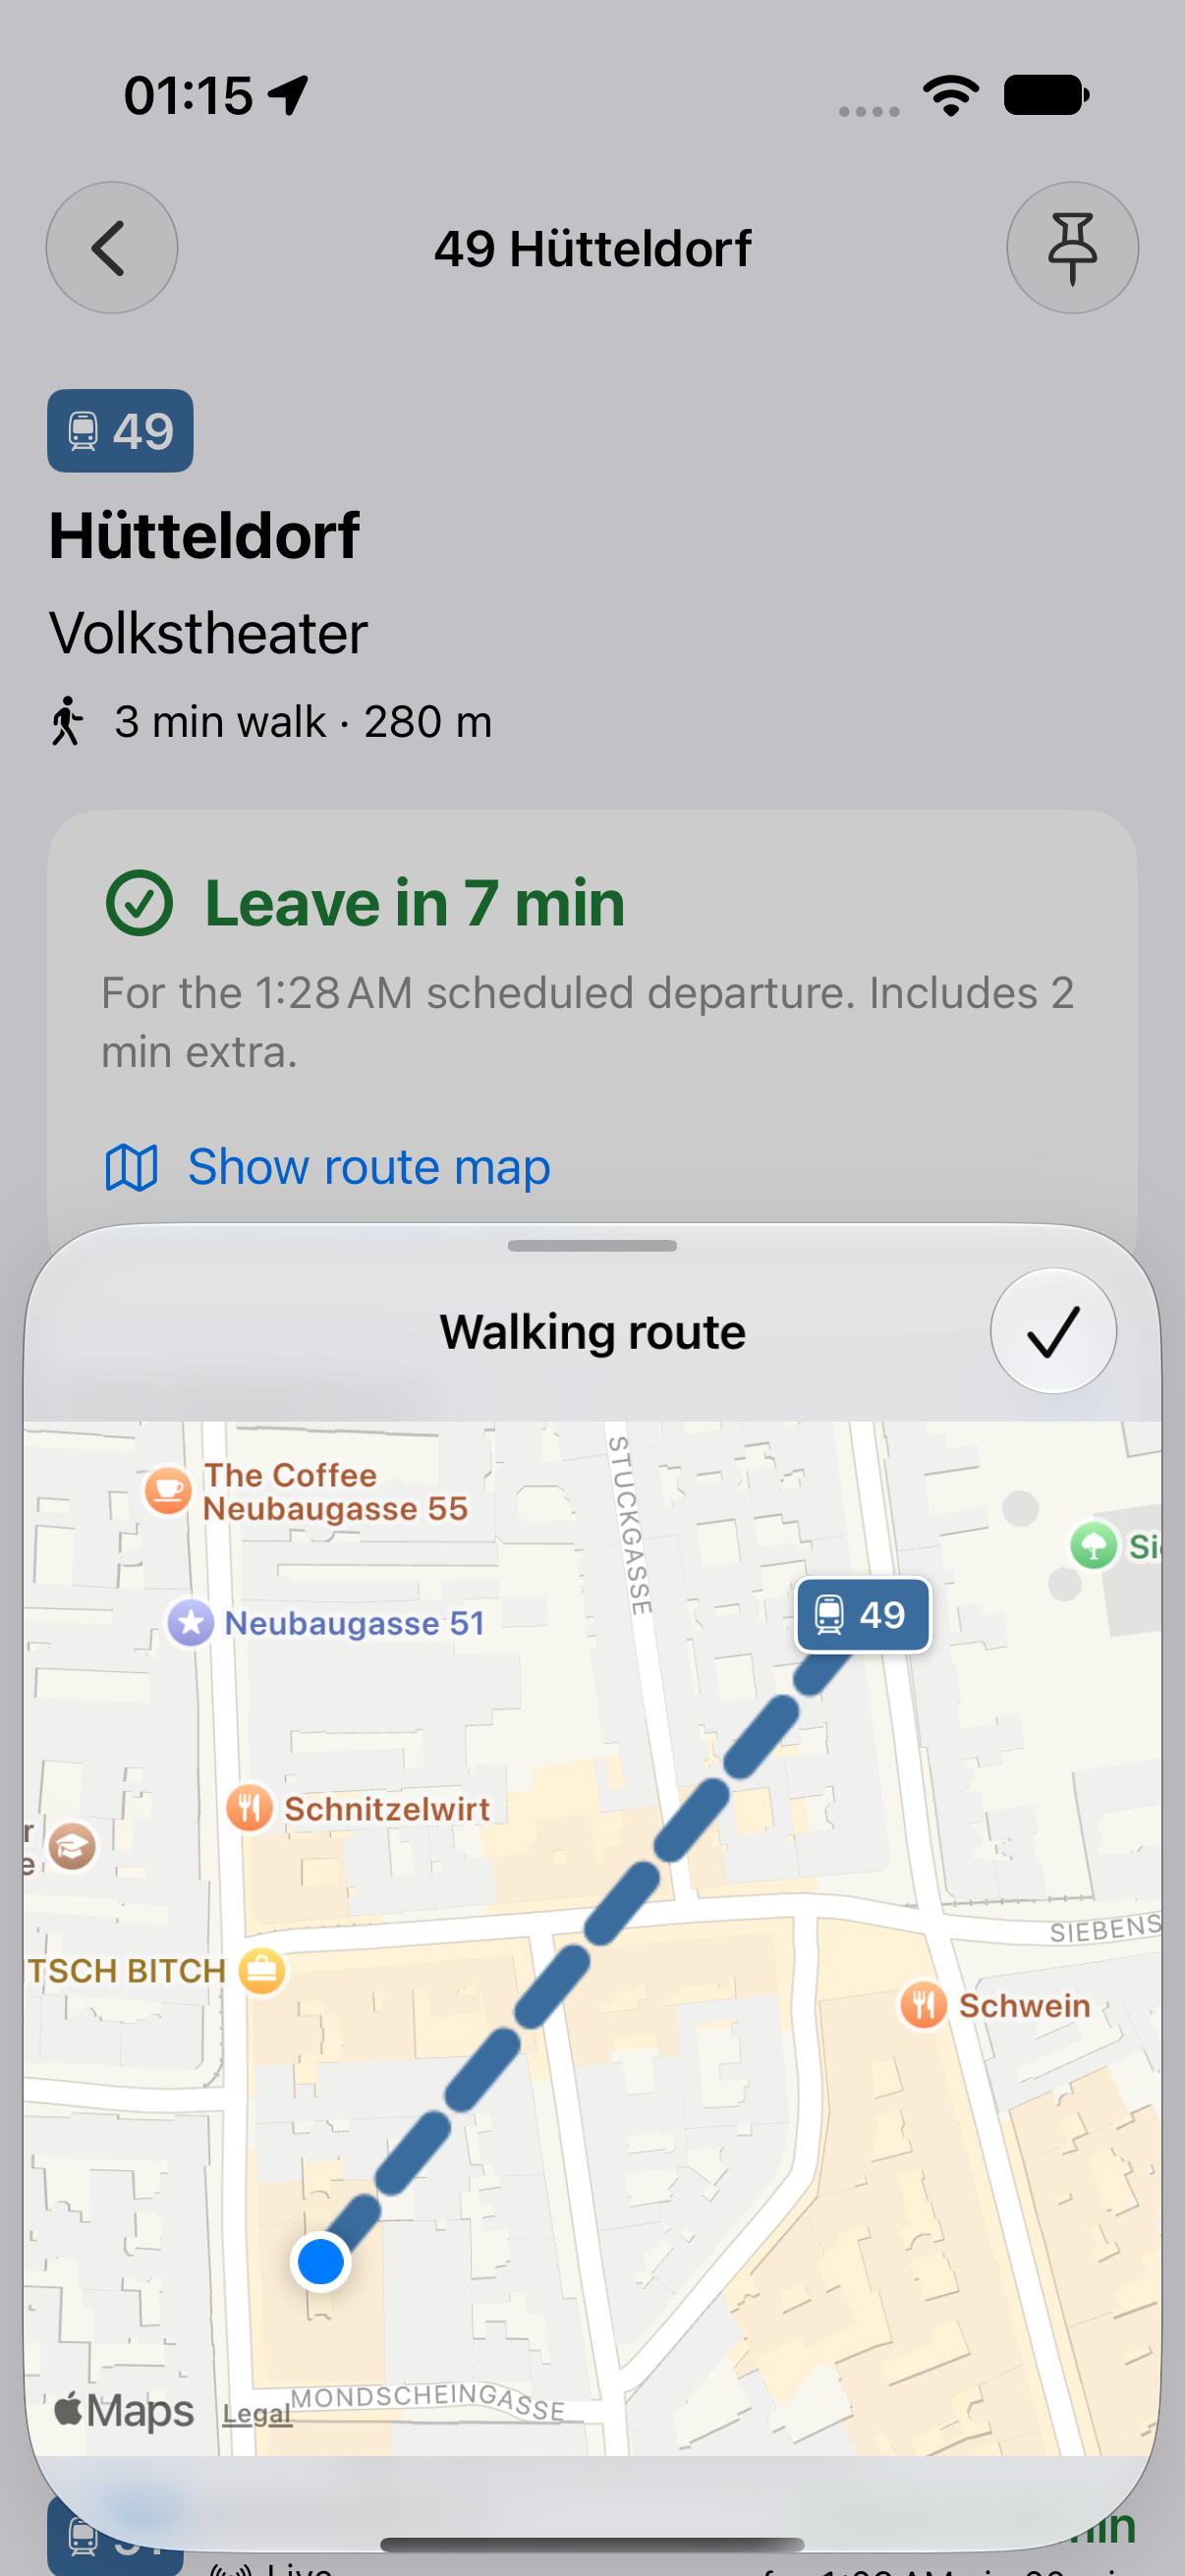 01:15
49 Hütteldorf
49
Hütteldorf
Volkstheater
3 min walk · 280 m
Leave in 7 min
For the 1:28 AM scheduled departure. Includes 2
min extra.
Show route map
Walking route
The Coffee
Neubaugasse 55
STUCKGASSE
Neubaugasse 51
49
Schnitzelwirt
TSCH BITCH
SIEBENS
Schwein
MONDSCHEINGASSE
Maps
Legal